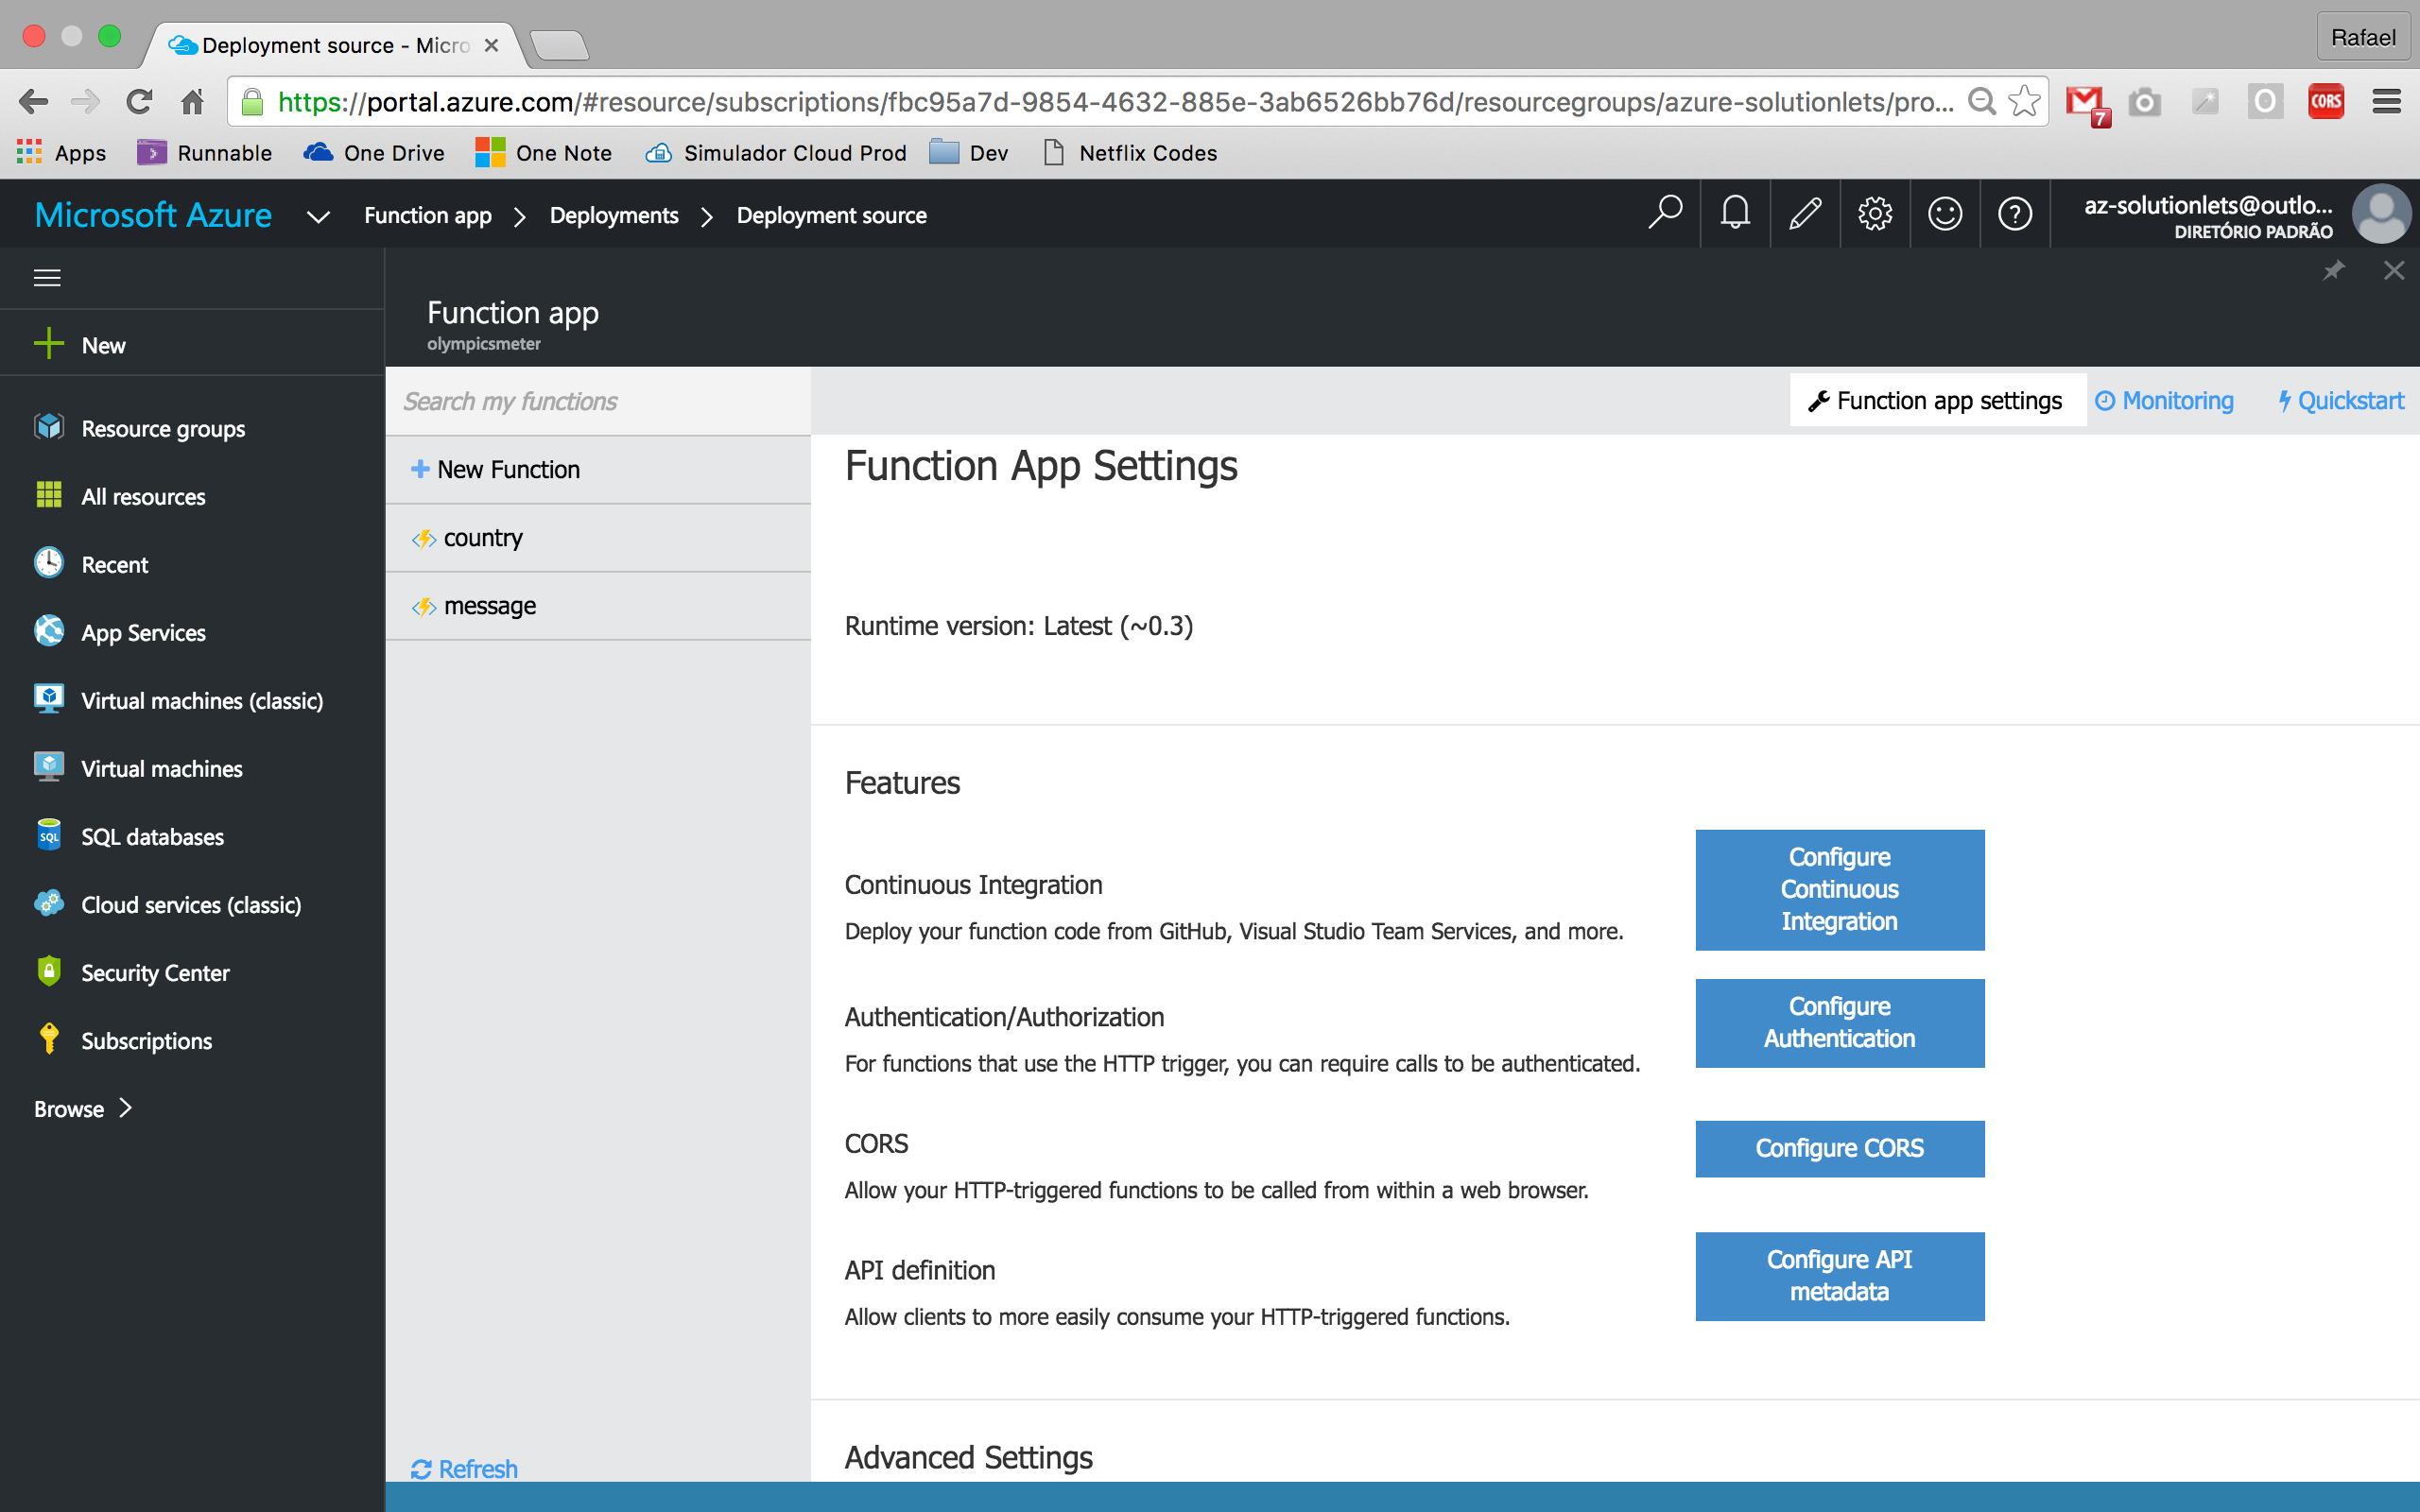 Deployment source - Micro
Rafael
https://portal.azure.com/#resource/subscriptions/fbc95a7d-9854-4632-885e-3ab6526bb76d/resourcegroups/azure-solutionlets/pro...
7
O
CORS
Apps
Runnable
One Drive
One Note
Simulador Cloud Prod
Dev
Netflix Codes
Microsoft Azure
Function app
Deployments
Deployment source
az-solutionlets@outlo...
DIRETÓRIO PADRÃO
New
Resource groups
All resources
Recent
App Services
Virtual machines (classic)
Virtual machines
SQL
SQL databases
Cloud services (classic)
Security Center
Subscriptions
Browse
Function app
olympicsmeter
Search my functions
New Function
country
message
Refresh
Function app settings
Monitoring
Quickstart
Function App Settings
Runtime version: Latest (~0.3)
Features
Continuous Integration
Deploy your function code from GitHub, Visual Studio Team Services, and more.
Configure
Continuous
Integration
Authentication/Authorization
For functions that use the HTTP trigger, you can require calls to be authenticated.
Configure
Authentication
CORS
Allow your HTTP-triggered functions to be called from within a web browser.
Configure CORS
API definition
Allow clients to more easily consume your HTTP-triggered functions.
Configure API
metadata
Advanced Settings